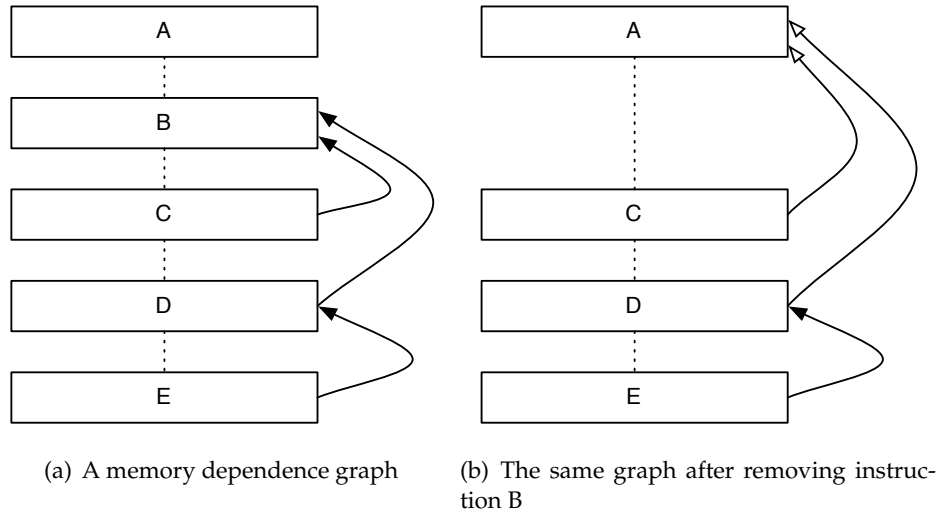 A
B
C
D
E
A
C
D
E
(a) A memory dependence graph
(b) The same graph after removing instruc-
tion B